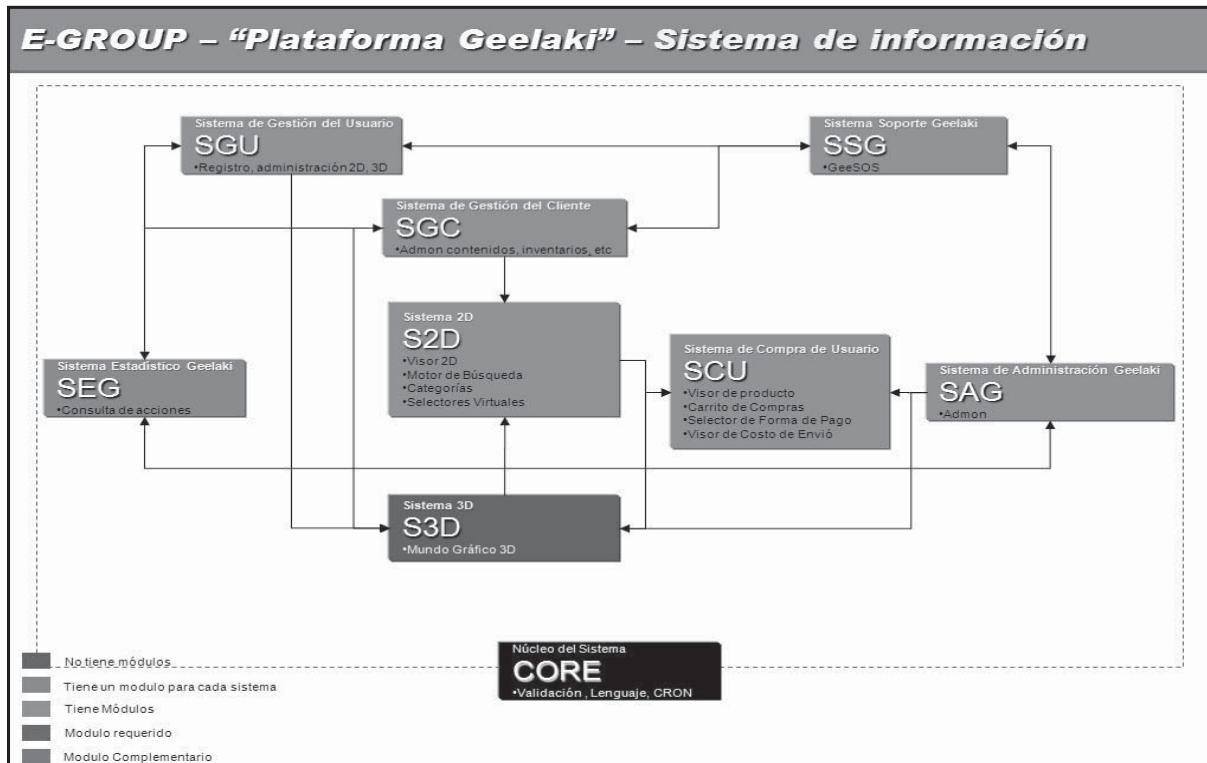 E-GROUP – “Plataforma Geelaki” – Sistema de información
Sistema de Gestión del Usuario
SGU
•Registro, administración 2D, 3D
Sistema Soporte Geelaki
SSG
•GeeSOS
Sistema de Gestión del Cliente
SGC
•Admon contenidos, inventarios, etc
Sistema 2D
S2D
•Visor 2D
•Motor de Búsqueda
•Categorías
•Selectores Virtuales
Sistema de Compra de Usuario
SCU
•Visor de producto
•Carrito de Compras
•Selector de Forma de Pago
•Visor de Costo de Envió
Sistema Estadístico Geelaki
SEG
•Consulta de acciones
Sistema de Administración Geelaki
SAG
•Admon
Sistema 3D
S3D
•Mundo Gráfico 3D
Núcleo del Sistema
CORE
•Validación , Lenguaje, CRON
No tiene módulos
Tiene un modulo para cada sistema
Tiene Módulos
Modulo requerido
Modulo Complementario